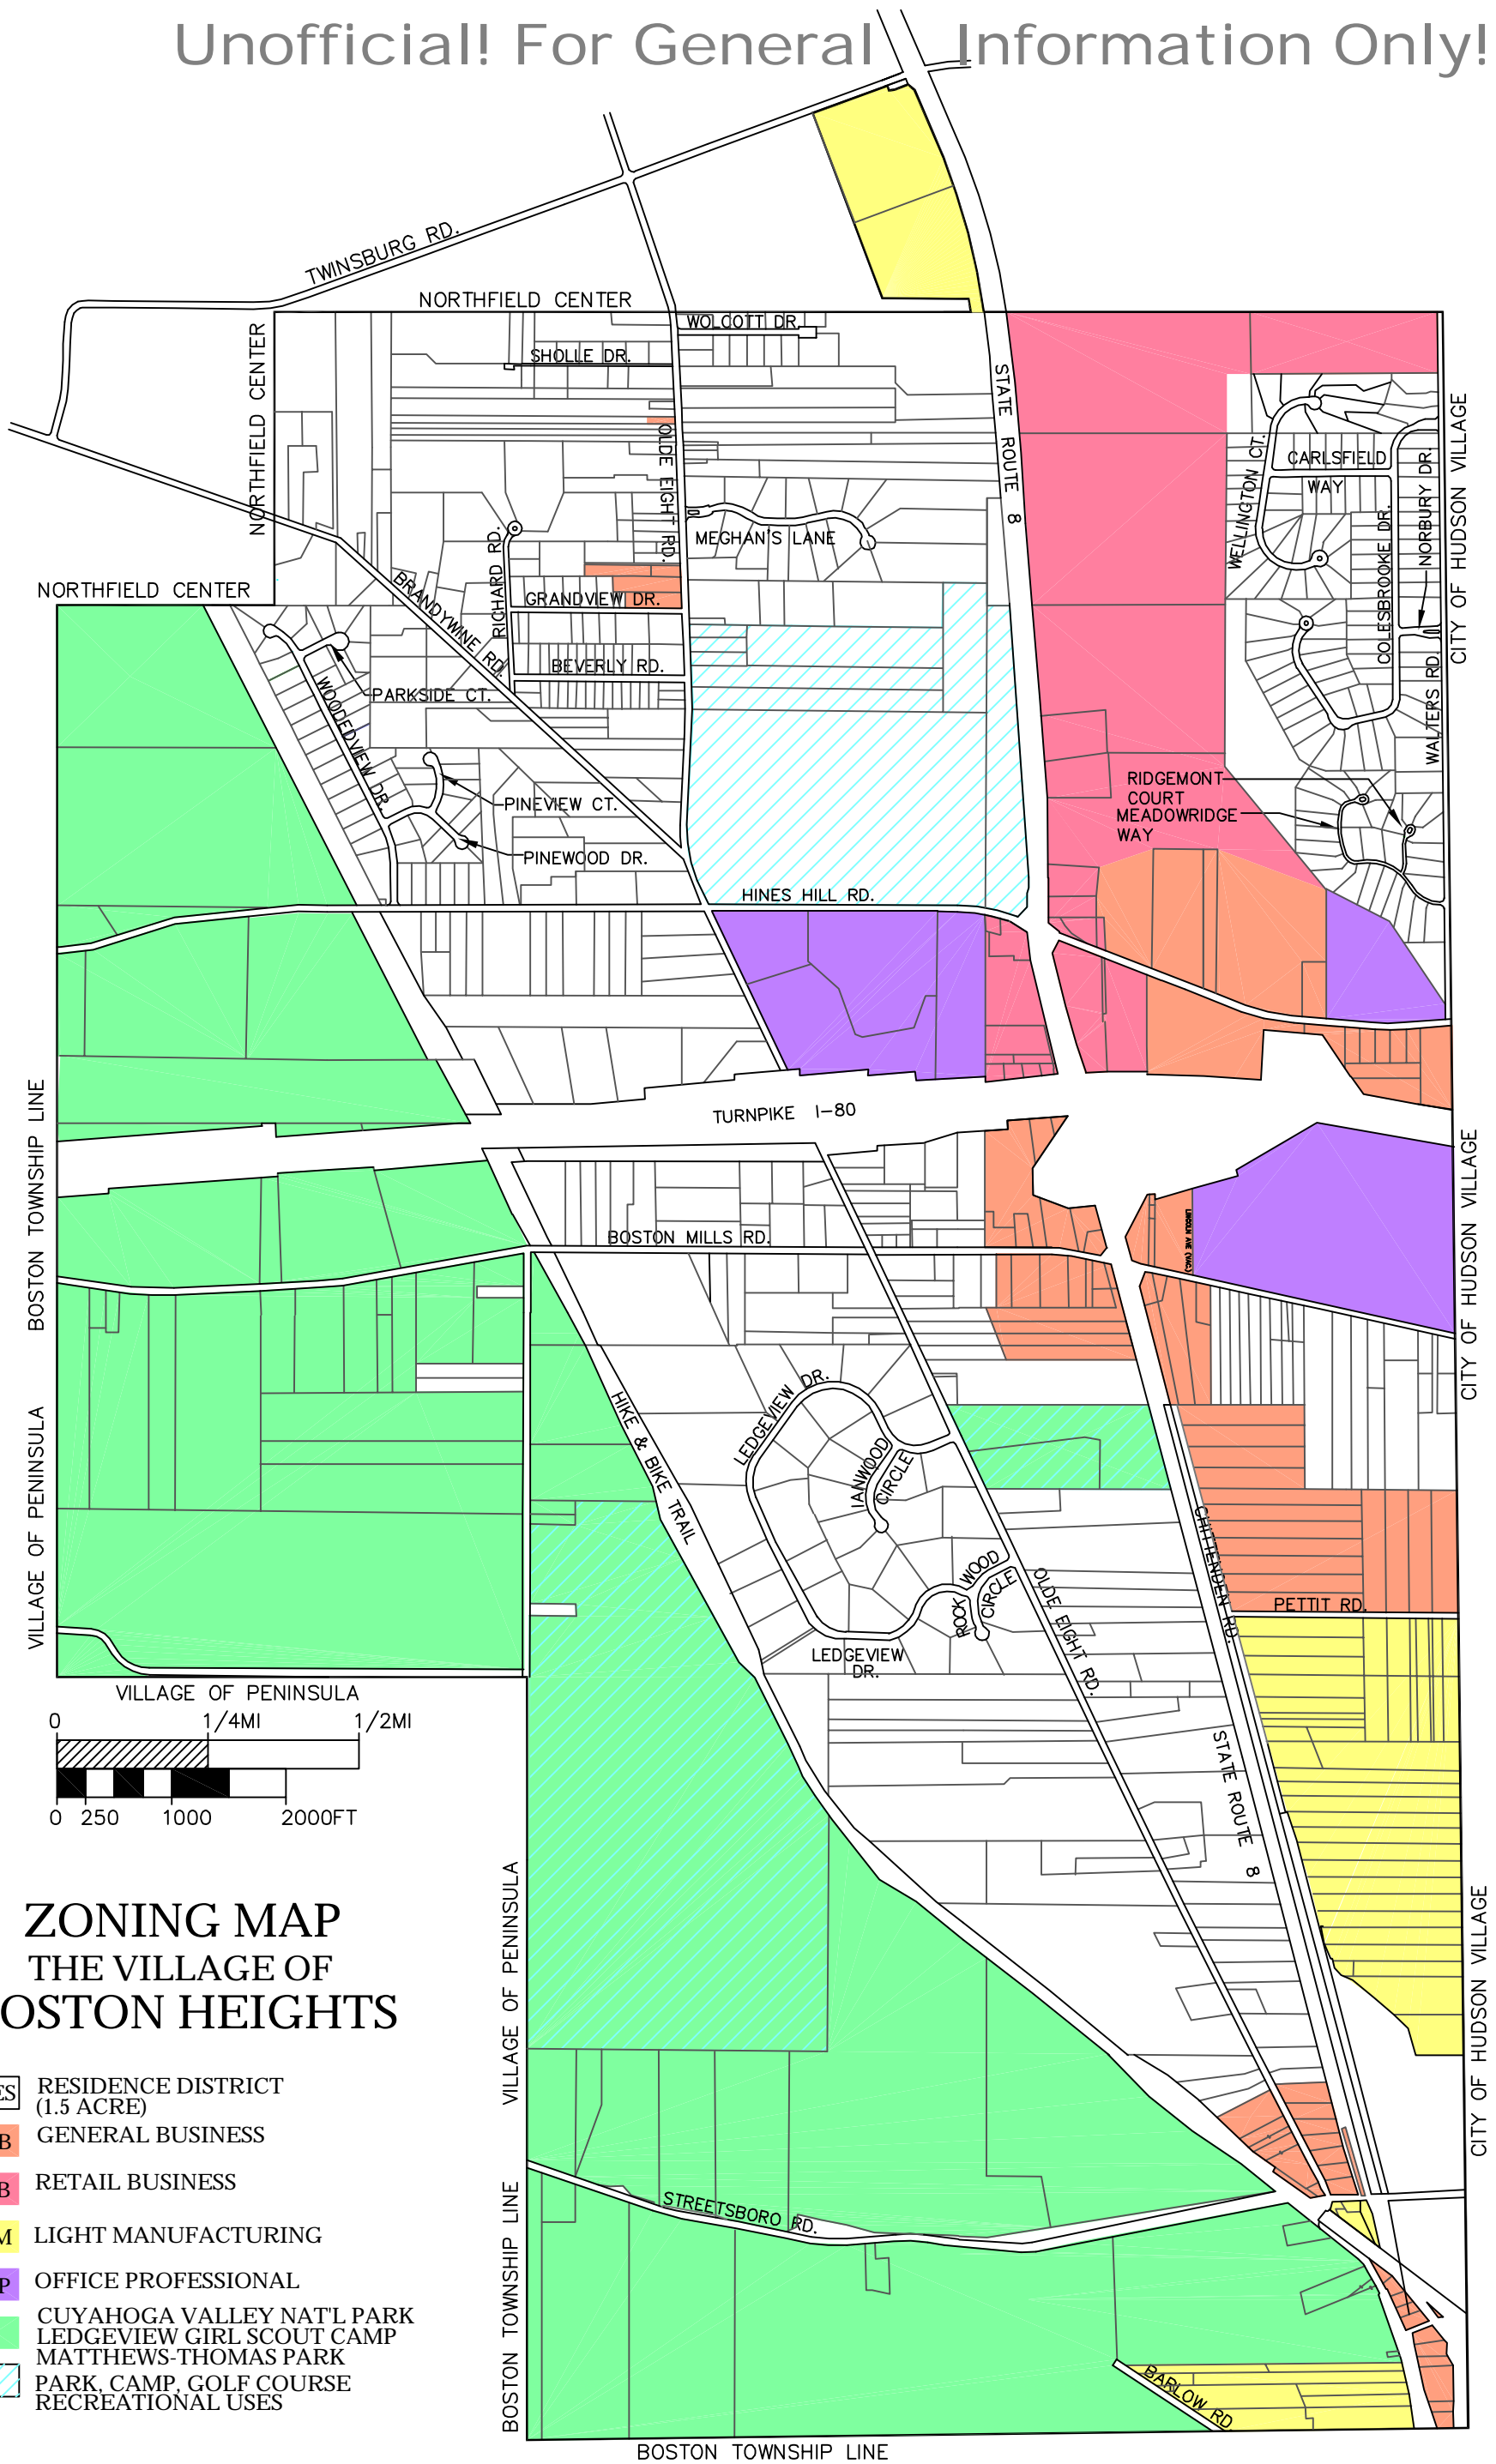 Unofficial! For General Information Only!
TWINSBURG RD.
NORTHFIELD CENTER
NORTHFIELD CENTER
NORTHFIELD CENTER
NORTHFIELD CENTER
WOLCOTT DR.
SHOLLE DR.
OLDE EIGHT RD.
STATE ROUTE 8
MEGHAN'S LANE
RICHARD RD.
GRANDVIEW DR.
BEVERLY RD.
BRANDYWINE RD.
WOODEDVIEW DR.
PARKSIDE CT.
PINEVIEW CT.
PINEWOOD DR.
WELLINGTON CT.
CARLSFIELD
WAY
COLESBROOKE DR.
NORBURY DR.
WALTERS RD.
CITY OF HUDSON VILLAGE
RIDGEMONT
COURT
MEADOWRIDGE
WAY
HINES HILL RD.
TURNPIKE I-80
BOSTON TOWNSHIP LINE
BOSTON MILLS RD.
LINCOLN AVE (VAC.)
CITY OF HUDSON VILLAGE
VILLAGE OF PENINSULA
HIKE & BIKE TRAIL
LEDGEVIEW DR.
IANWOOD
CIRCLE
ROCK WOOD
CIRCLE
LEDGEVIEW
DR.
OLDE EIGHT RD.
CHITTENDEN RD.
PETTIT RD.
STATE ROUTE 8
VILLAGE OF PENINSULA
0 1/4MI 1/2MI
0 250 1000 2000FT
ZONING MAP
THE VILLAGE OF
OSTON HEIGHTS
VILLAGE OF PENINSULA
CITY OF HUDSON VILLAGE
ES RESIDENCE DISTRICT
(1.5 ACRE)
B GENERAL BUSINESS
B RETAIL BUSINESS
M LIGHT MANUFACTURING
P OFFICE PROFESSIONAL
CUYAHOGA VALLEY NAT'L PARK
LEDGEVIEW GIRL SCOUT CAMP
MATTHEWS-THOMAS PARK
PARK, CAMP, GOLF COURSE
RECREATIONAL USES
STREETSBORO RD.
BOSTON TOWNSHIP LINE
BARLOW RD
BOSTON TOWNSHIP LINE